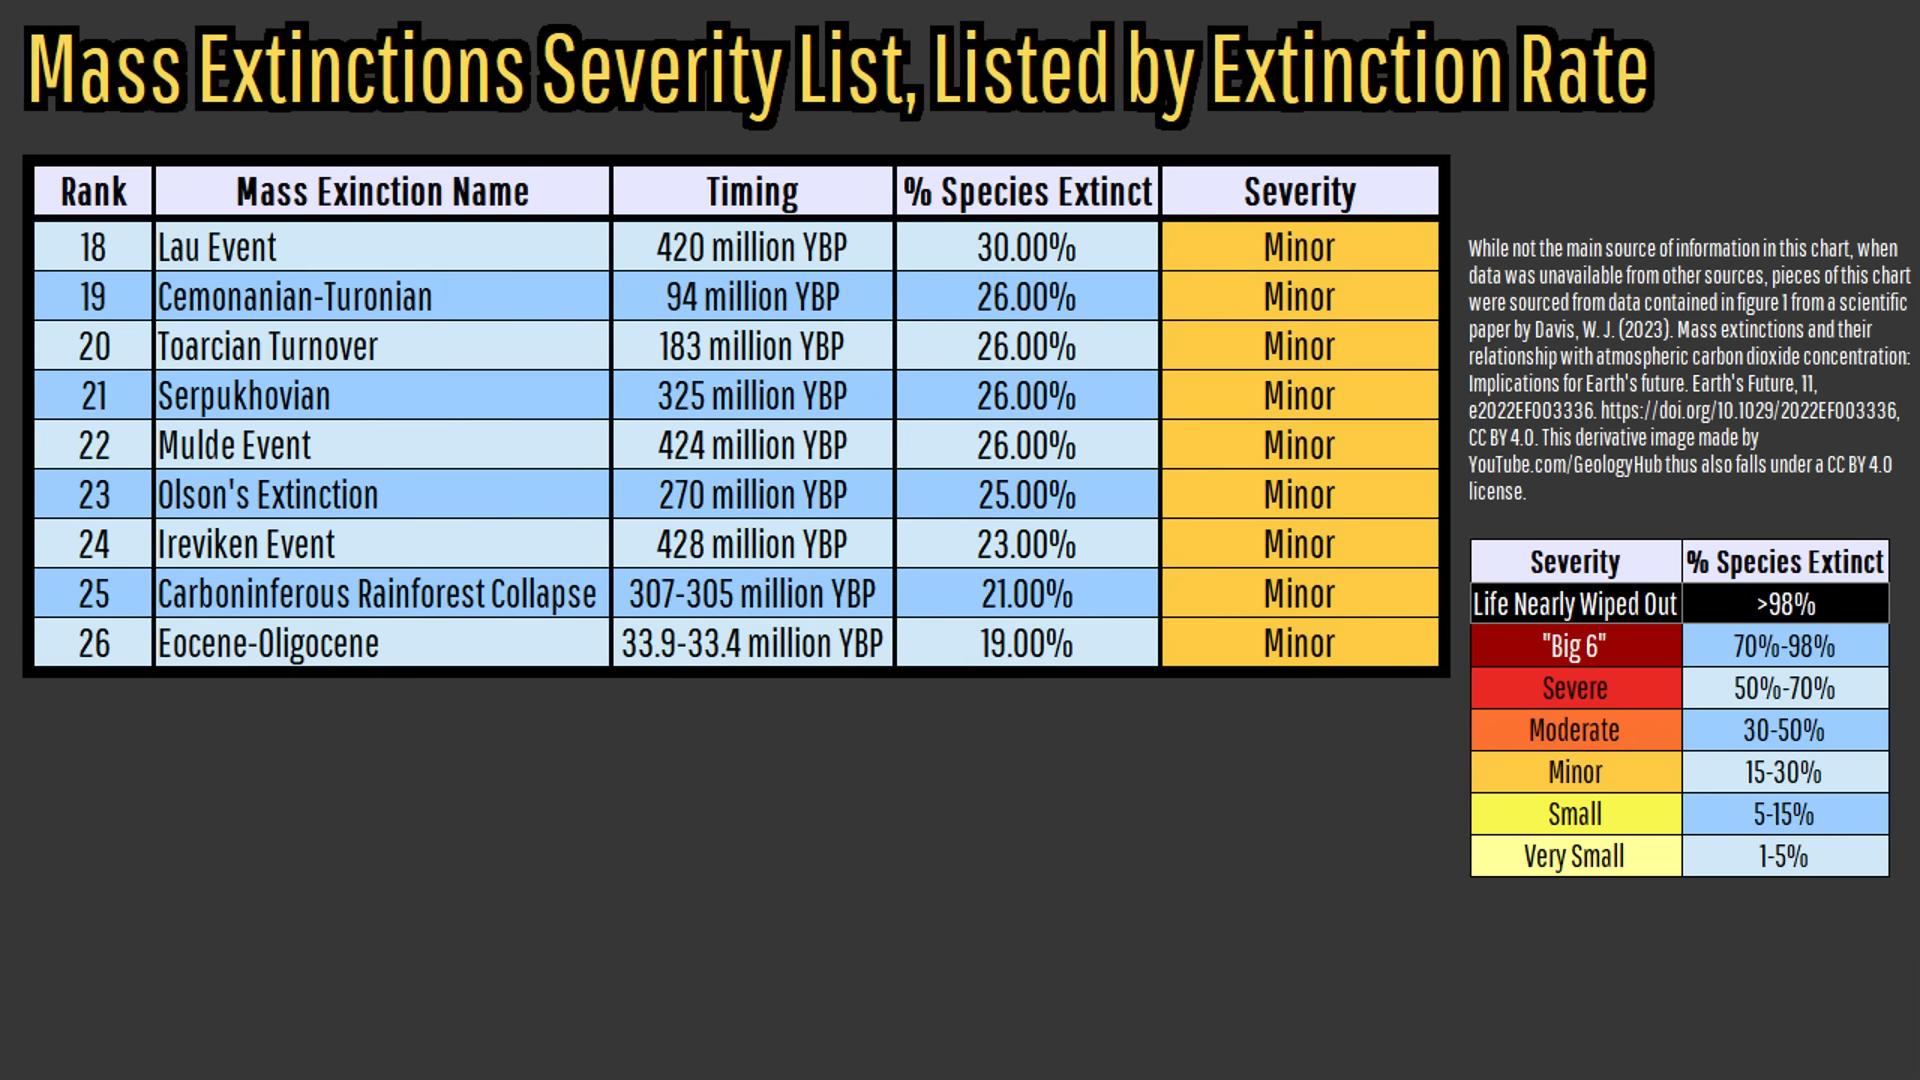 Mass Extinctions Severity List, Listed by Extinction Rate
Rank Mass Exinction Name Timing % Species Extinct Severity
18 Lau Event 420 million YBP 30.00% Minor
19 Cemonanian-Turonian 94 million YBP 26.00% Minor
20 Toarcian Turnover 183 million YBP 26.00% Minor
21 Serpukhovian 325 million YBP 26.00% Minor
22 Mulde Event 424 million YBP 26.00% Minor
23 Olson's Extinction 270 million YBP 25.00% Minor
24 Ireviken Event 428 million YBP 23.00% Minor
25 Carboninferous Rainforest Collapse 307-305 million YBP 21.00% Minor
26 Eocene-Oligocene 33.9-33.4 million YBP 19.00% Minor
While not the main source of information in this chart, when
data was unavailable from other sources, pieces of this chart
were sourced from data contained in figure 1 from a scientific
paper by Davis, W. J. (2023). Mass extinctions and their
relationship with atmospheric carbon dioxide concentration:
Implications for Earth's future. Earth's Future, 11,
e2022EF003336. https://doi.org/10.1029/2022EF003336,
CC BY 4.0. This derivative image made by
YouTube.com/GeologyHub thus also falls under a CC BY 4.0
license.
Severity % Species Extinct
Life Nearly Wiped Out >98%
"Big 6" 70%-98%
Severe 50%-70%
Moderate 30-50%
Minor 15-30%
Small 5-15%
Very Small 1-5%